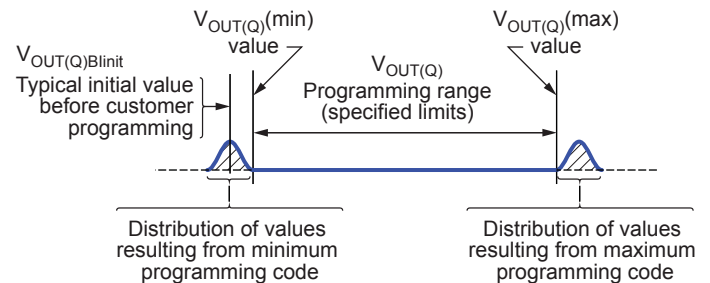 V_OUT(Q)(min)
value
V_OUT(Q)(max)
value
V_OUT(Q)BIinit
Typical initial value
before customer
programming
V_OUT(Q)
Programming range
(specified limits)
Distribution of values
resulting from minimum
programming code
Distribution of values
resulting from maximum
programming code